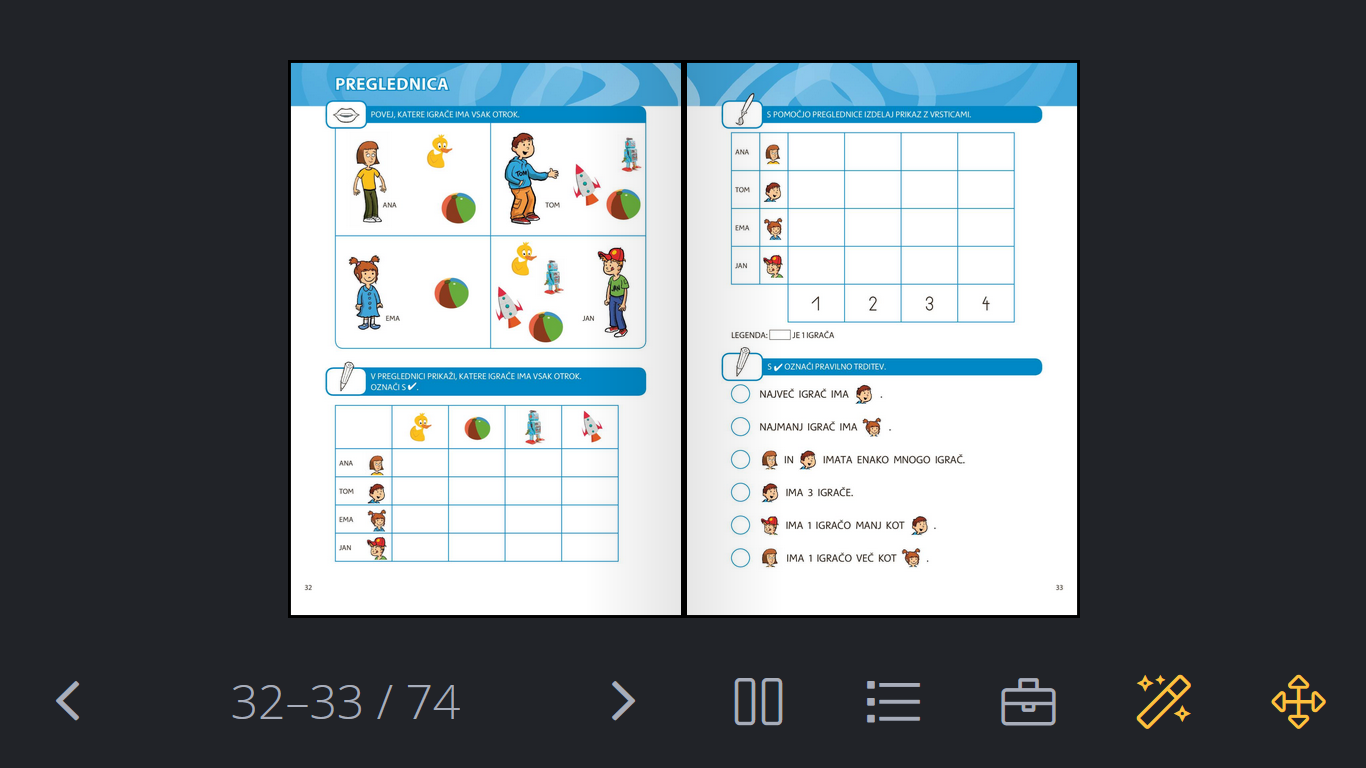 PREGLEDNICA
POVEJ, KATERE IGRAČE IMA VSAK OTROK.
ANA
TOM
TOM
EMA
JAN
JAN
V PREGLEDNICI PRIKAŽI, KATERE IGRAČE IMA VSAK OTROK.
OZNAČI S ✔.
ANA
TOM
EMA
JAN
32
S POMOČJO PREGLEDNICE IZDELAJ PRIKAZ Z VRSTICAMI.
ANA
TOM
EMA
JAN
1 2 3 4
LEGENDA: JE 1 IGRAČA
S ✔ OZNAČI PRAVILNO TRDITEV.
NAJVEČ IGRAČ IMA .
NAJMANJ IGRAČ IMA .
IN IMATA ENAKO MNOGO IGRAČ.
IMA 3 IGRAČE.
IMA 1 IGRAČO MANJ KOT .
IMA 1 IGRAČO VEČ KOT .
33
32–33 / 74